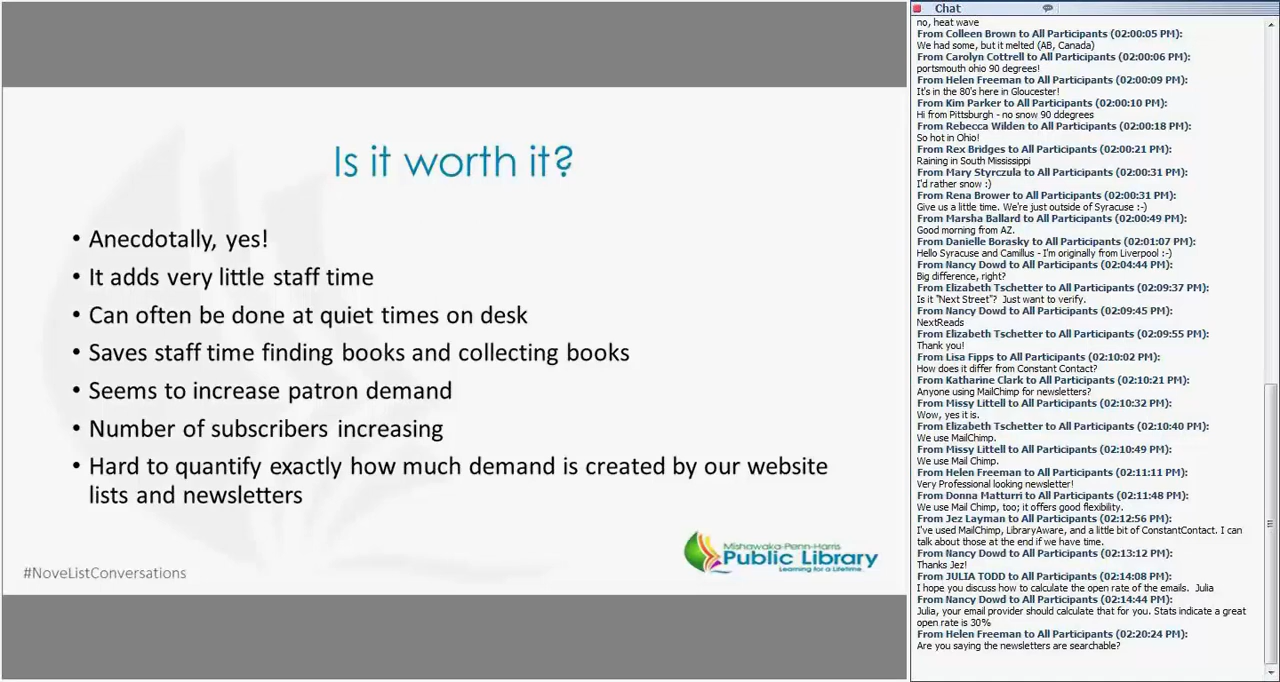 Is it worth it?
• Anecdotally, yes!
• It adds very little staff time
• Can often be done at quiet times on desk
• Saves staff time finding books and collecting books
• Seems to increase patron demand
• Number of subscribers increasing
• Hard to quantify exactly how much demand is created by our website
lists and newsletters
Mishawaka-Penn-Harris
Public Library
Learning for a Lifetime
#NoveListConversations
Chat
no, heat wave
From Colleen Brown to All Participants (02:00:05 PM):
We had some, but it melted (AB, Canada)
From Carolyn Cottrell to All Participants (02:00:06 PM):
portsmouth ohio 90 degrees!
From Helen Freeman to All Participants (02:00:09 PM):
It's in the 80's here in Gloucester!
From Kim Parker to All Participants (02:00:10 PM):
Hi from Pittsburgh - no snow 90 ddegrees
From Rebecca Wilden to All Participants (02:00:18 PM):
So hot in Ohio!
From Rex Bridges to All Participants (02:00:21 PM):
Raining in South Mississippi
From Mary Styrczula to All Participants (02:00:31 PM):
I'd rather snow :)
From Rena Brower to All Participants (02:00:31 PM):
Give us a little time. We're just outside of Syracuse :-)
From Marsha Ballard to All Participants (02:00:49 PM):
Good morning from AZ.
From Danielle Borasky to All Participants (02:01:07 PM):
Hello Syracuse and Camillus - I'm originally from Liverpool :-)
From Nancy Dowd to All Participants (02:04:44 PM):
Big difference, right?
From Elizabeth Tschetter to All Participants (02:09:37 PM):
Is it "Next Street"? Just want to verify.
From Nancy Dowd to All Participants (02:09:45 PM):
NextReads
From Elizabeth Tschetter to All Participants (02:09:55 PM):
Thank you!
From Lisa Fipps to All Participants (02:10:02 PM):
How does it differ from Constant Contact?
From Katharine Clark to All Participants (02:10:21 PM):
Anyone using MailChimp for newsletters?
From Missy Littell to All Participants (02:10:32 PM):
Wow, yes it is.
From Elizabeth Tschetter to All Participants (02:10:40 PM):
We use MailChimp.
From Missy Littell to All Participants (02:10:49 PM):
We use Mail Chimp.
From Helen Freeman to All Participants (02:11:11 PM):
Very Professional looking newsletter!
From Donna Matturri to All Participants (02:11:48 PM):
We use Mail Chimp, too; it offers good flexibility.
From Jez Layman to All Participants (02:12:56 PM):
I've used MailChimp, LibraryAware, and a little bit of ConstantContact. I can
talk about those at the end if we have time.
From Nancy Dowd to All Participants (02:13:12 PM):
Thanks Jez!
From JULIA TODD to All Participants (02:14:08 PM):
I hope you discuss how to calculate the open rate of the emails. Julia
From Nancy Dowd to All Participants (02:14:44 PM):
Julia, your email provider should calculate that for you. Stats indicate a great
open rate is 30%
From Helen Freeman to All Participants (02:20:24 PM):
Are you saying the newsletters are searchable?